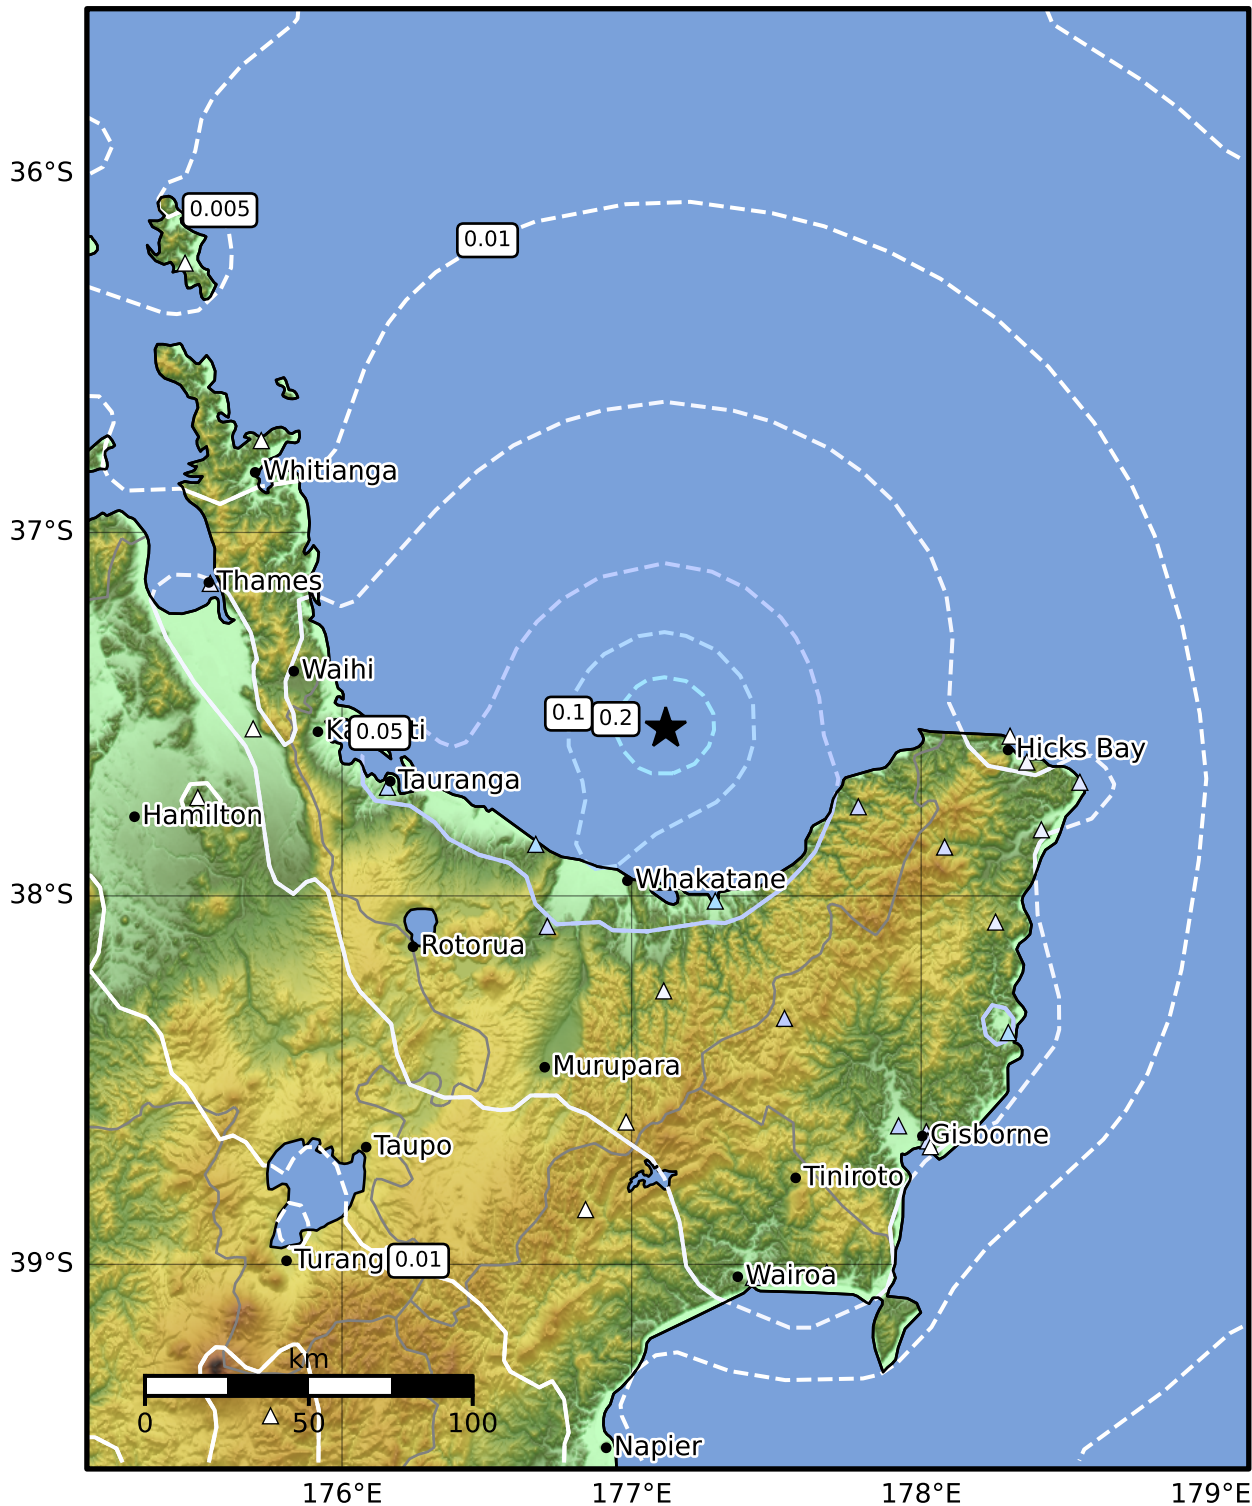 36°S
0.005
0.01
Whitianga
37°S
Thames
Waihi
0.1
0.2
0.05
Hicks Bay
Tauranga
Hamilton
Whakatane
38°S
Rotorua
Murupara
Gisborne
Taupo
Tiniroto
39°S
Turang
0.01
Wairoa
km
0
50
100
Napier
176°E
177°E
178°E
179°E